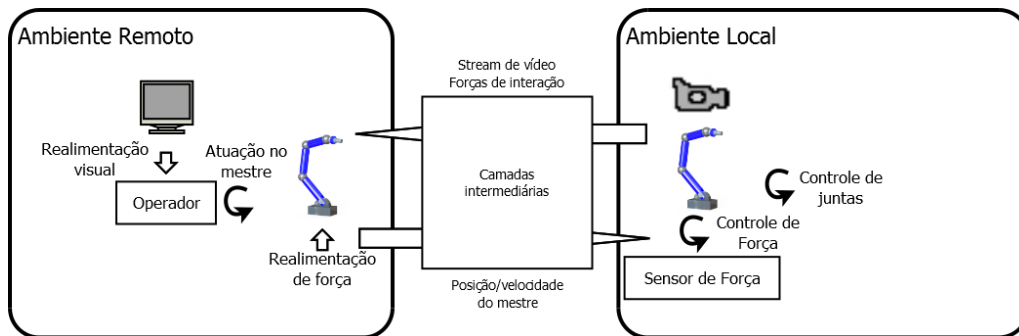 Ambiente Remoto
Realimentação
visual
Atuação no
mestre
Operador
Realimentação
de força
Stream de vídeo
Forças de interação
Camadas
intermediárias
Posição/velocidade
do mestre
Ambiente Local
Controle de
juntas
Controle de
Força
Sensor de Força